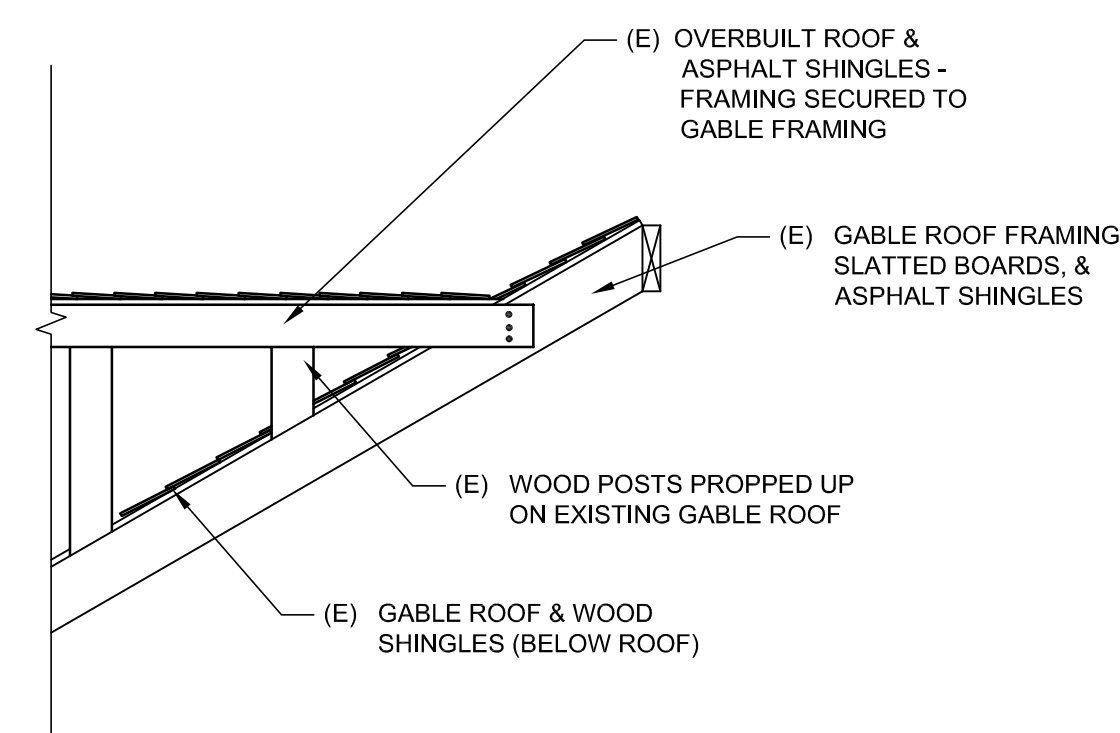 (E) OVERBUILT ROOF &
ASPHALT SHINGLES -
FRAMING SECURED TO
GABLE FRAMING
(E) GABLE ROOF FRAMING
SLATTED BOARDS, &
ASPHALT SHINGLES
(E) WOOD POSTS PROPPED UP
ON EXISTING GABLE ROOF
(E) GABLE ROOF & WOOD
SHINGLES (BELOW ROOF)